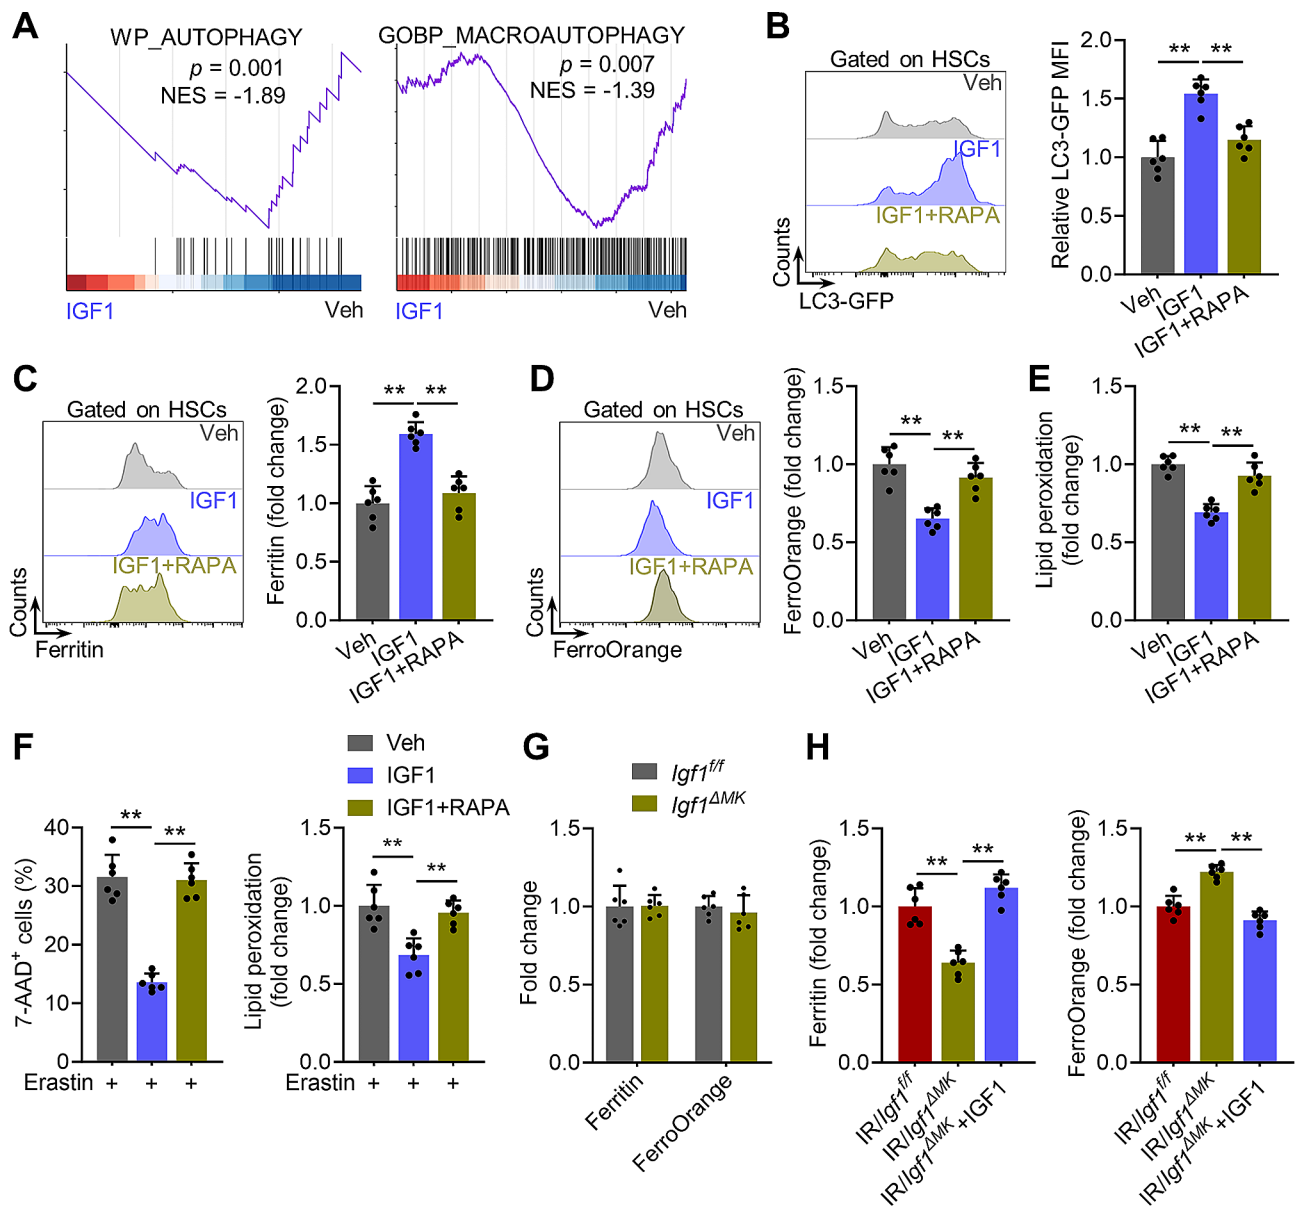 A
WP_AUTOPHAGY
p = 0.001
NES = -1.89
IGF1
Veh
GOBP_MACROAUTOPHAGY
p = 0.007
NES = -1.39
IGF1
Veh
B
Gated on HSCs
Veh
IGF1
IGF1+RAPA
Counts
LC3-GFP
Relative LC3-GFP MFI
2.0
1.5
1.0
0.5
0.0
** **
Veh
IGF1
IGF1+RAPA
C
Gated on HSCs
Veh
IGF1
IGF1+RAPA
Counts
Ferritin
Ferritin (fold change)
2.0
1.5
1.0
0.5
0.0
** **
Veh
IGF1
IGF1+RAPA
D
Gated on HSCs
Veh
IGF1
IGF1+RAPA
Counts
FerroOrange
FerroOrange (fold change)
1.5
1.0
0.5
0.0
** **
Veh
IGF1
IGF1+RAPA
E
Lipid peroxidation
(fold change)
1.5
1.0
0.5
0.0
** **
Veh
IGF1
IGF1+RAPA
F
Veh
IGF1
IGF1+RAPA
7-AAD+ cells (%)
40
30
20
10
0
** **
Erastin + + +
Lipid peroxidation
(fold change)
1.5
1.0
0.5
0.0
** **
Erastin + + +
G
Igf1f/f
Igf1ΔMK
Fold change
1.5
1.0
0.5
0.0
Ferritin
FerroOrange
H
Ferritin (fold change)
1.5
1.0
0.5
0.0
** **
IR/Igf1f/f
IR/Igf1ΔMK
IR/Igf1ΔMK+IGF1
FerroOrange (fold change)
1.5
1.0
0.5
0.0
** **
IR/Igf1f/f
IR/Igf1ΔMK
IR/Igf1ΔMK+IGF1